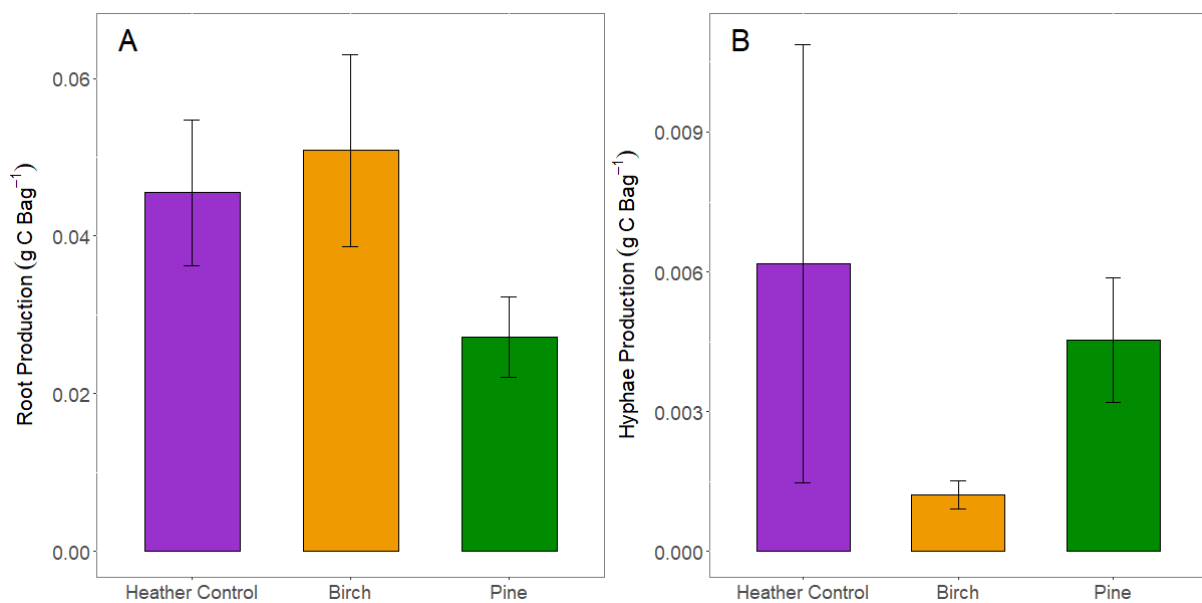 A
Root Production (g C Bag⁻¹)
0.06
0.04
0.02
0.00
Heather Control Birch Pine
B
Hyphae Production (g C Bag⁻¹)
0.009
0.006
0.003
0.000
Heather Control Birch Pine